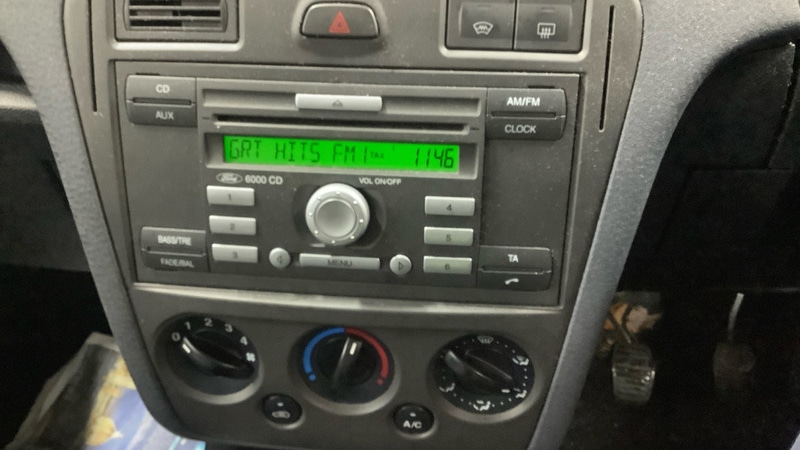 CD
AUX
AM/FM
CLOCK
GRT HITS FM1 TAX 1146
Ford 6000 CD
VOL ON/OFF
1
2
3
4
5
6
BASS/TRE
FADE/BAL
MENU
TA
0 1 2 3 4
A/C